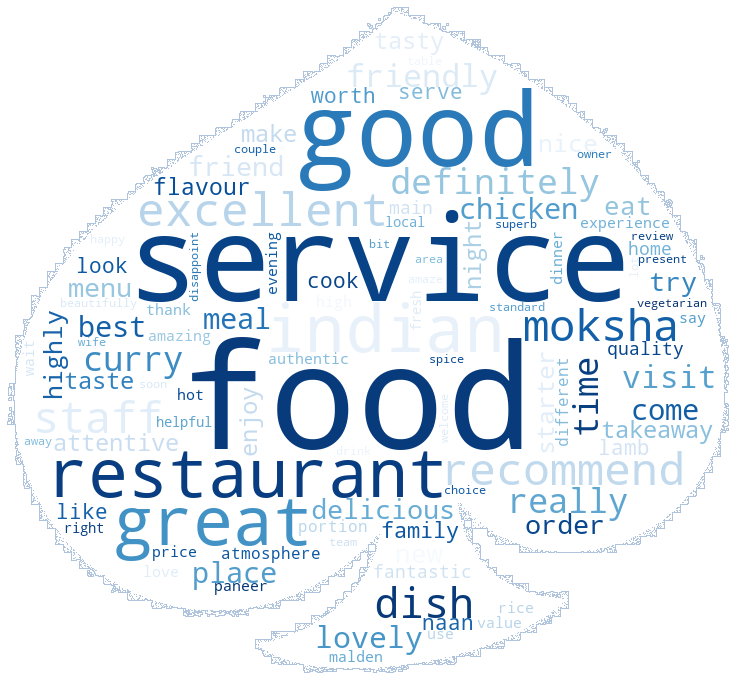 tasty
table
friendly
worth
serve
good
make
nice
couple
owner
friend
definitely
flavour
excellent
chicken
eat
main
local
superb
experience
service
night
dinner
review
home
present
happy
disappoint
evening
bit
area
look
cook
amaze
menu
try
beautifully
high
fresh
vegetarian
thank
standard
say
highly
best
meal
indian
moksha
wife
amazing
quality
wait
curry
authentic
spice
time
visit
taste
soon
hot
food
starter
different
come
staff
enjoy
helpful
welcome
takeaway
away
attentive
drink
lamb
restaurant
recommend
choice
like
great
delicious
really
right
portion
family
order
team
price
atmosphere
new
love
place
fantastic
paneer
dish
rice
naan
value
lovely
use
malden